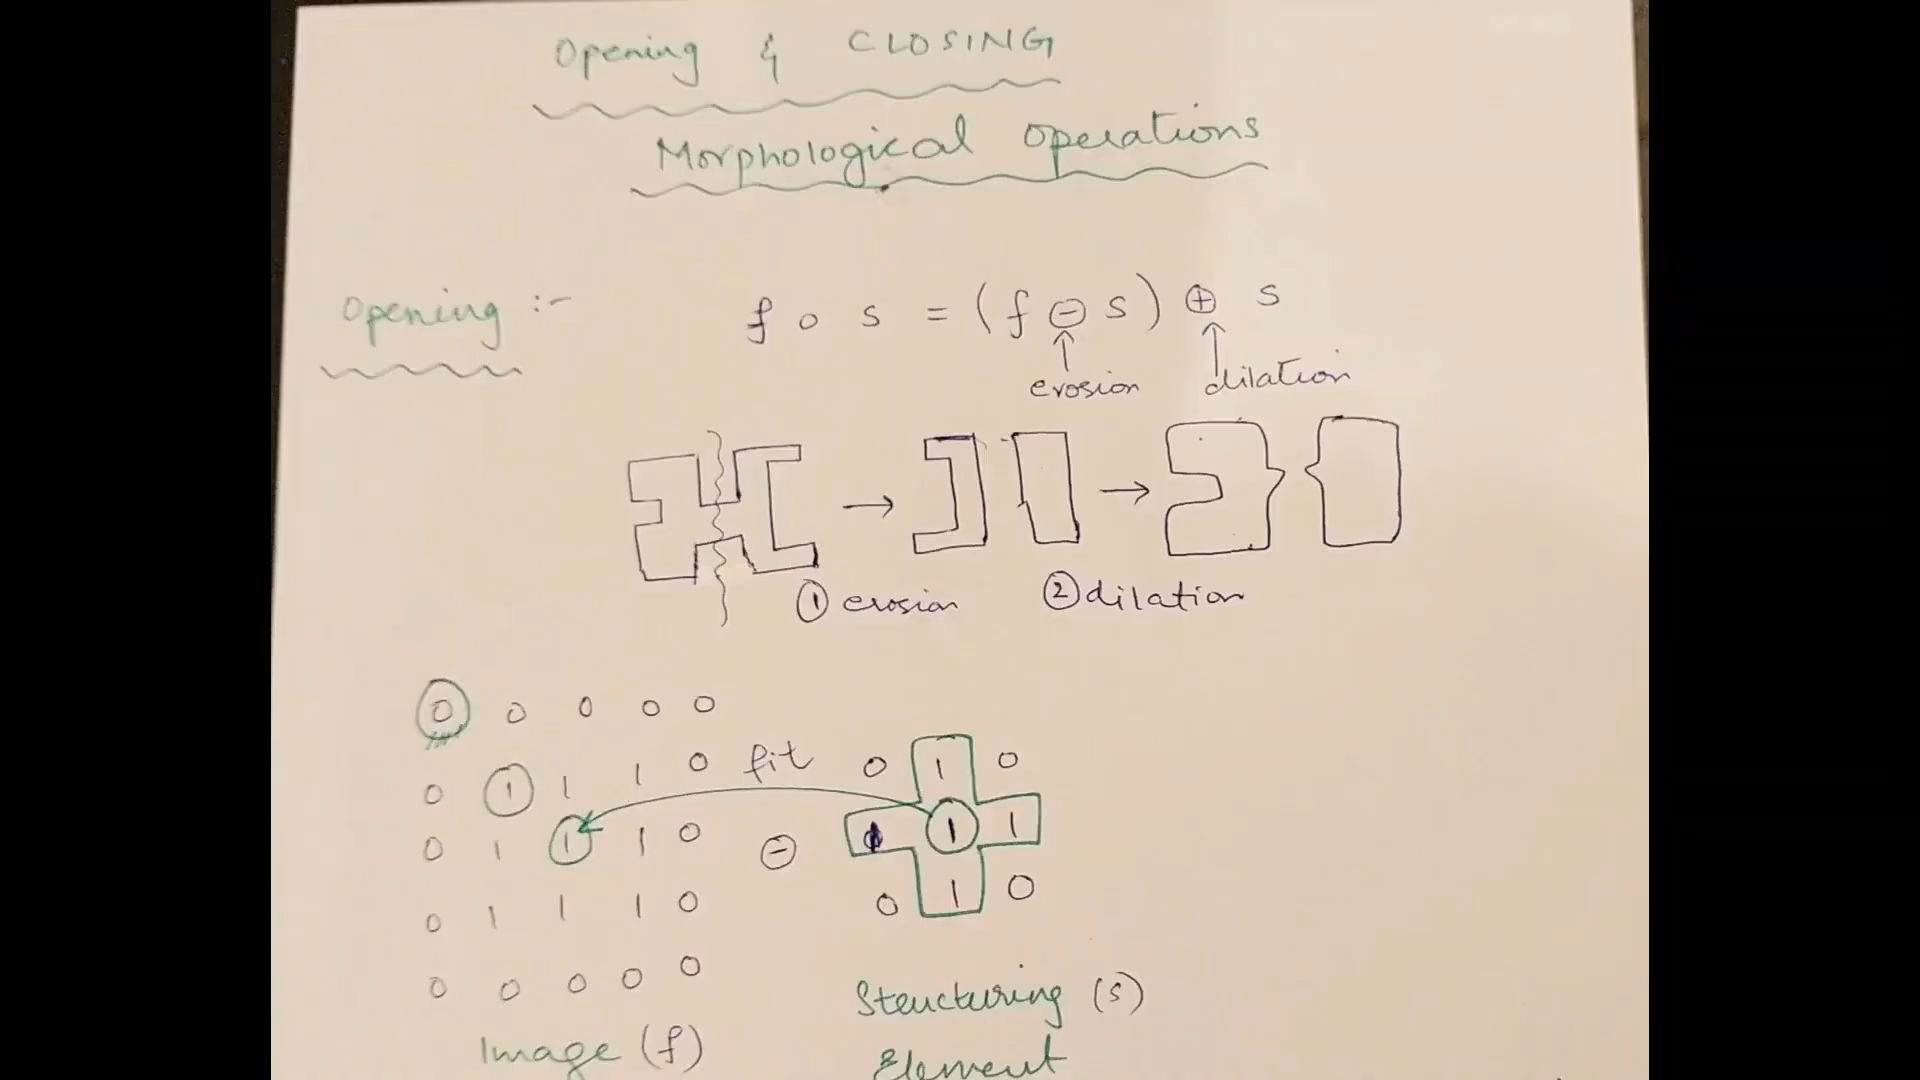 Opening & CLOSING
Morphological Operations
Opening :- f o s = (f ⊖ s) ⊕ s
erosion dilation
① erosion ② dilation
0 0 0 0 0
0 1 1 1 0 fit 0 1 0
0 1 1 1 0 ⊖ 1 1 1
0 1 1 1 0 0 1 0
0 0 0 0 0
Structuring (s)
Image (f) Element